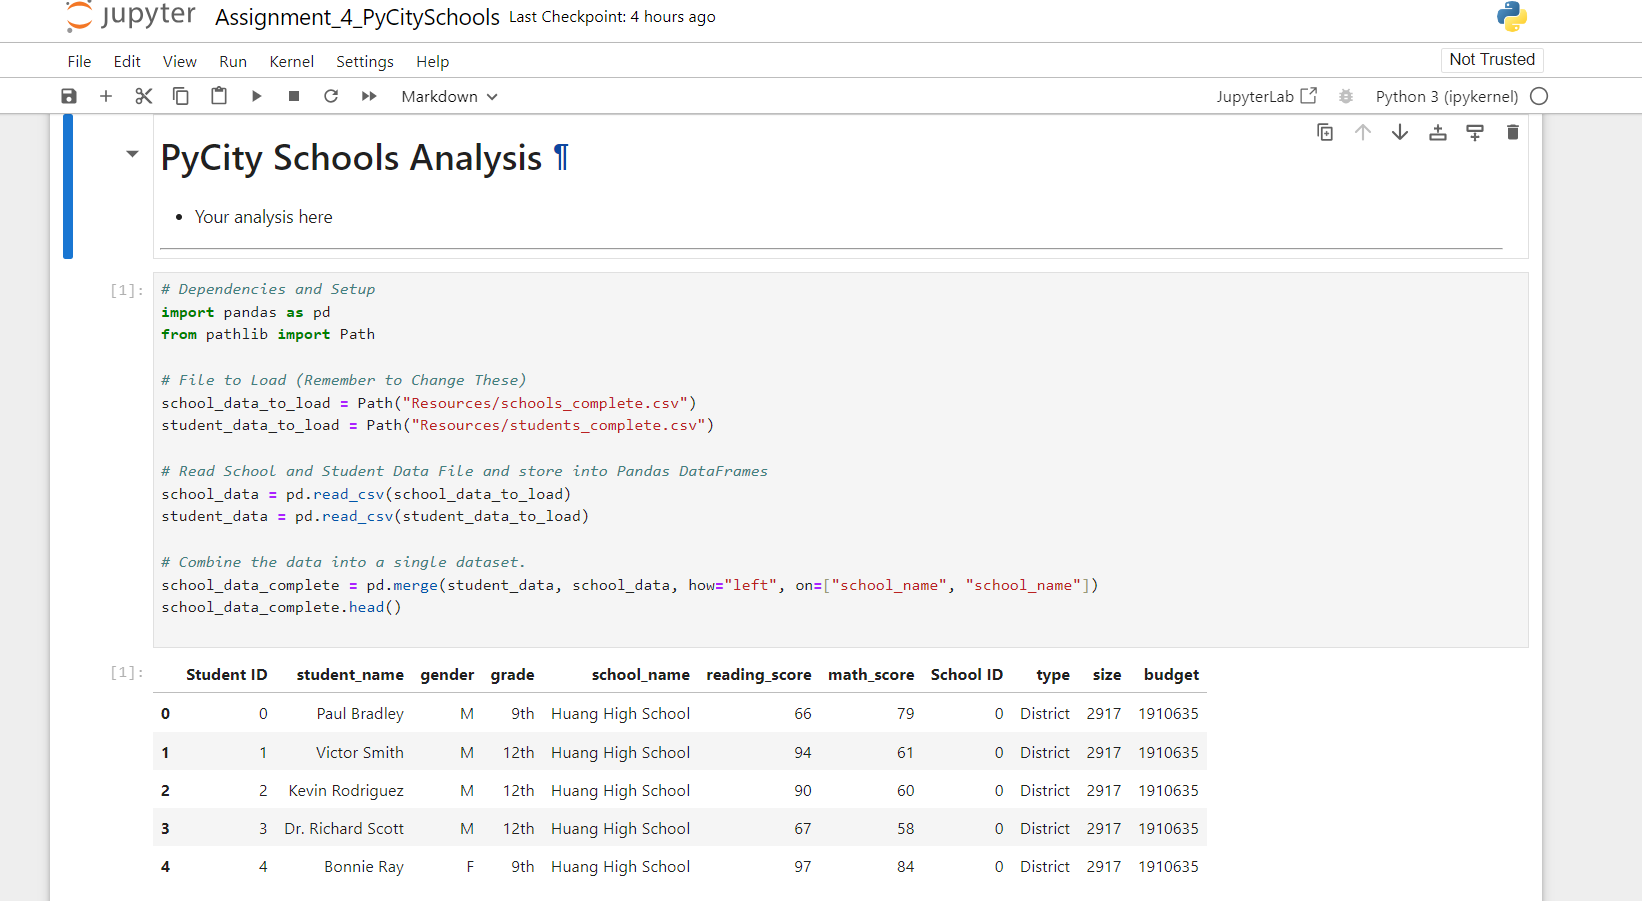 jupyter Assignment_4_PyCitySchools Last Checkpoint: 4 hours ago
File Edit View Run Kernel Settings Help Not Trusted
Markdown JupyterLab Python 3 (ipykernel)
PyCity Schools Analysis ¶
• Your analysis here
[1]: # Dependencies and Setup
import pandas as pd
from pathlib import Path
# File to Load (Remember to Change These)
school_data_to_load = Path("Resources/schools_complete.csv")
student_data_to_load = Path("Resources/students_complete.csv")
# Read School and Student Data File and store into Pandas DataFrames
school_data = pd.read_csv(school_data_to_load)
student_data = pd.read_csv(student_data_to_load)
# Combine the data into a single dataset.
school_data_complete = pd.merge(student_data, school_data, how="left", on=["school_name", "school_name"])
school_data_complete.head()
[1]: Student ID student_name gender grade school_name reading_score math_score School ID type size budget
0 0 Paul Bradley M 9th Huang High School 66 79 0 District 2917 1910635
1 1 Victor Smith M 12th Huang High School 94 61 0 District 2917 1910635
2 2 Kevin Rodriguez M 12th Huang High School 90 60 0 District 2917 1910635
3 3 Dr. Richard Scott M 12th Huang High School 67 58 0 District 2917 1910635
4 4 Bonnie Ray F 9th Huang High School 97 84 0 District 2917 1910635